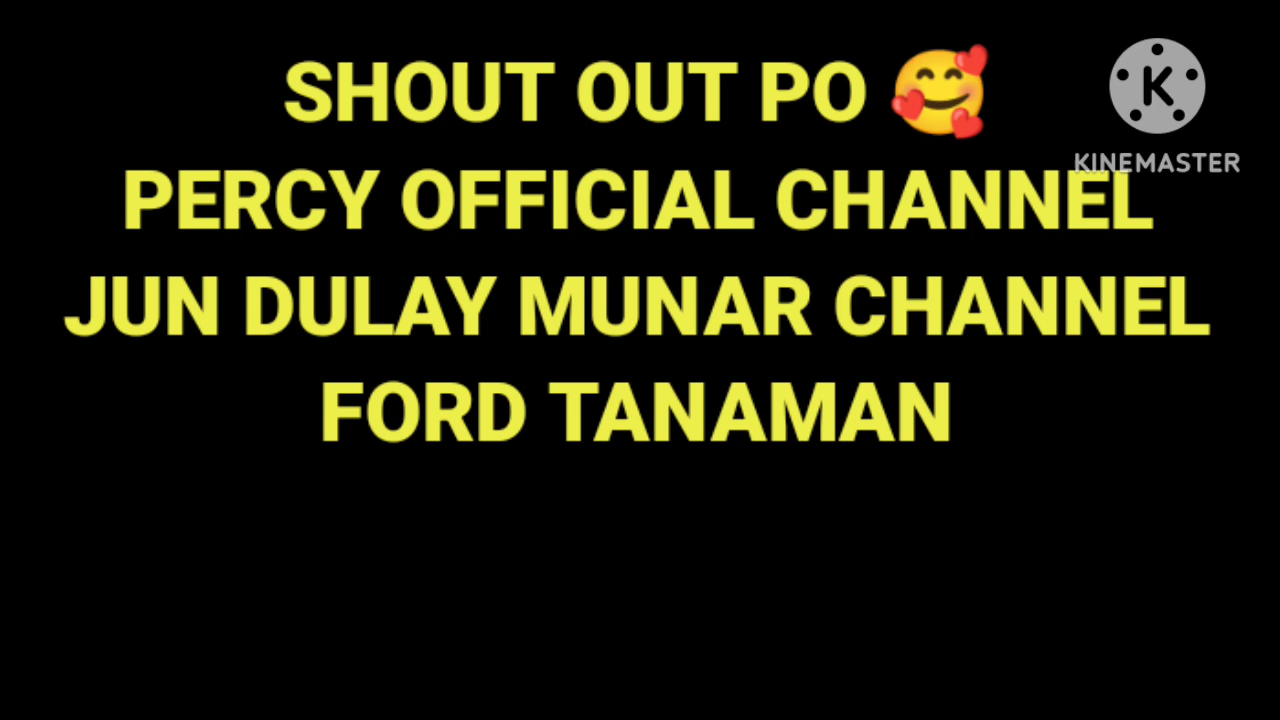 SHOUT OUT PO 🥰
KINEMASTER
PERCY OFFICIAL CHANNEL
JUN DULAY MUNAR CHANNEL
FORD TANAMAN